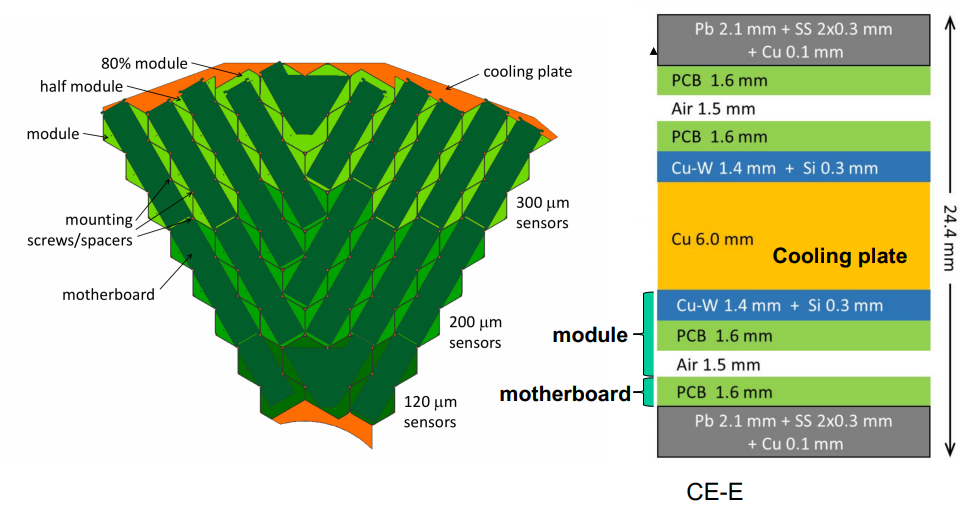 80% module
half module
module
cooling plate
mounting
screws/spacers
motherboard
300 μm
sensors
200 μm
sensors
120 μm
sensors
Pb 2.1 mm + SS 2x0.3 mm
+ Cu 0.1 mm
PCB 1.6 mm
Air 1.5 mm
PCB 1.6 mm
Cu-W 1.4 mm + Si 0.3 mm
Cu 6.0 mm
Cooling plate
24.4 mm
Cu-W 1.4 mm + Si 0.3 mm
module
PCB 1.6 mm
Air 1.5 mm
motherboard
PCB 1.6 mm
Pb 2.1 mm + SS 2x0.3 mm
+ Cu 0.1 mm
CE-E